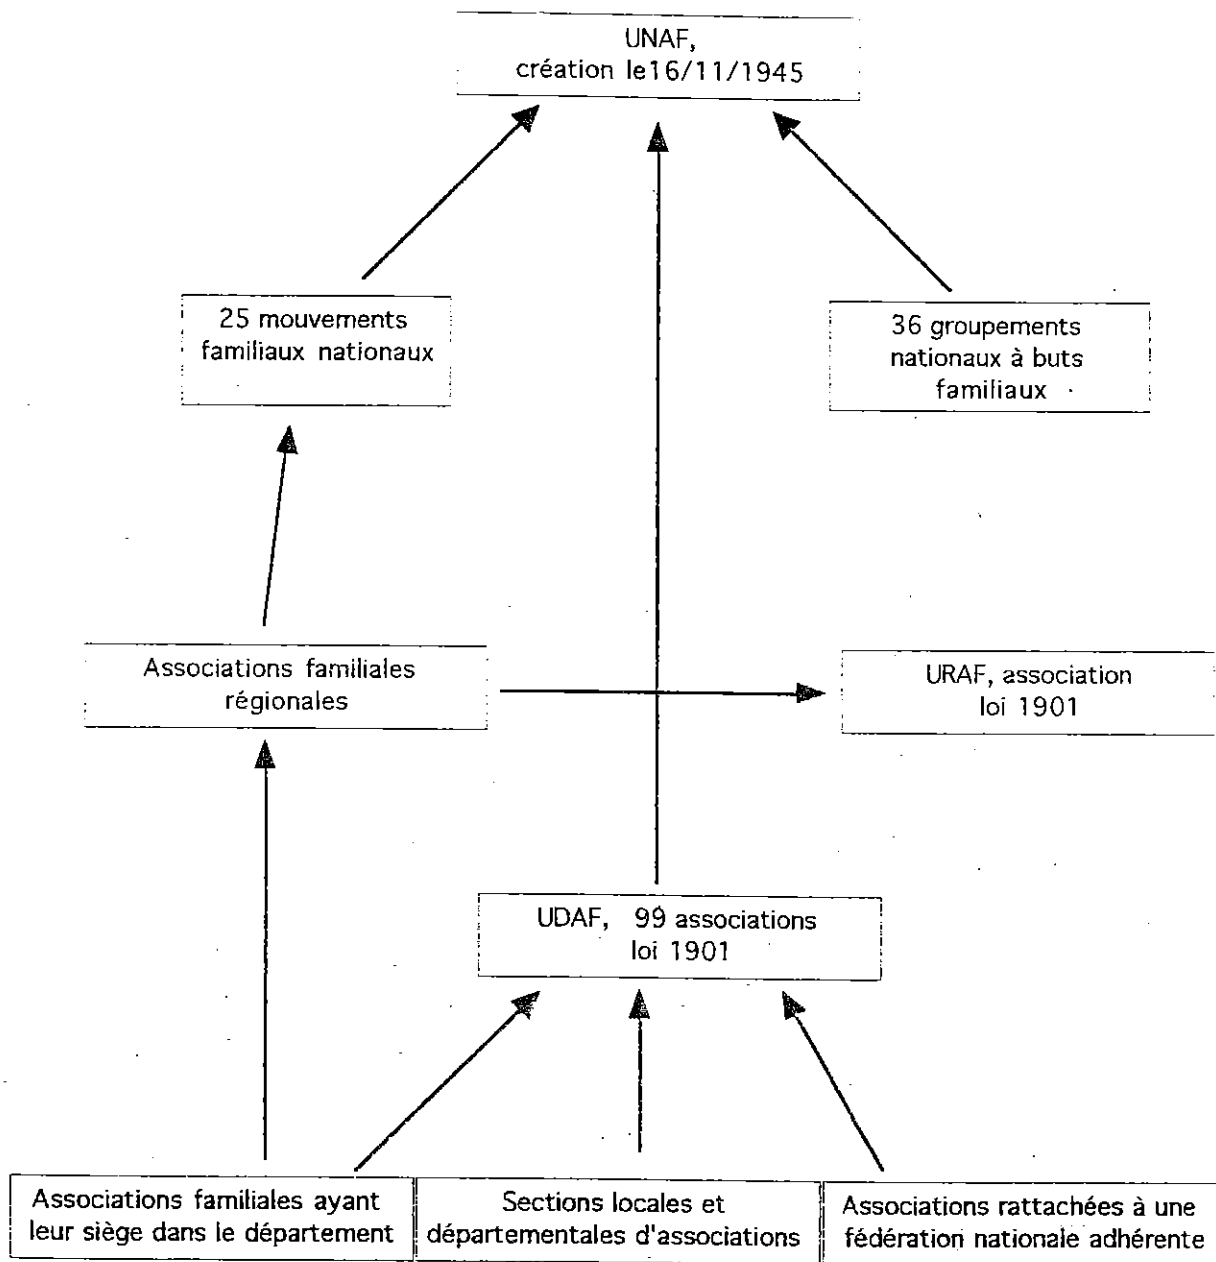 UNAF,
création le16/11/1945
25 mouvements
familiaux nationaux
36 groupements
nationaux à buts
familiaux
Associations familiales
régionales
URAF, association
loi 1901
UDAF, 99 associations
loi 1901
Associations familiales ayant
leur siège dans le département
Sections locales et
départementales d'associations
Associations rattachées à une
fédération nationale adhérente